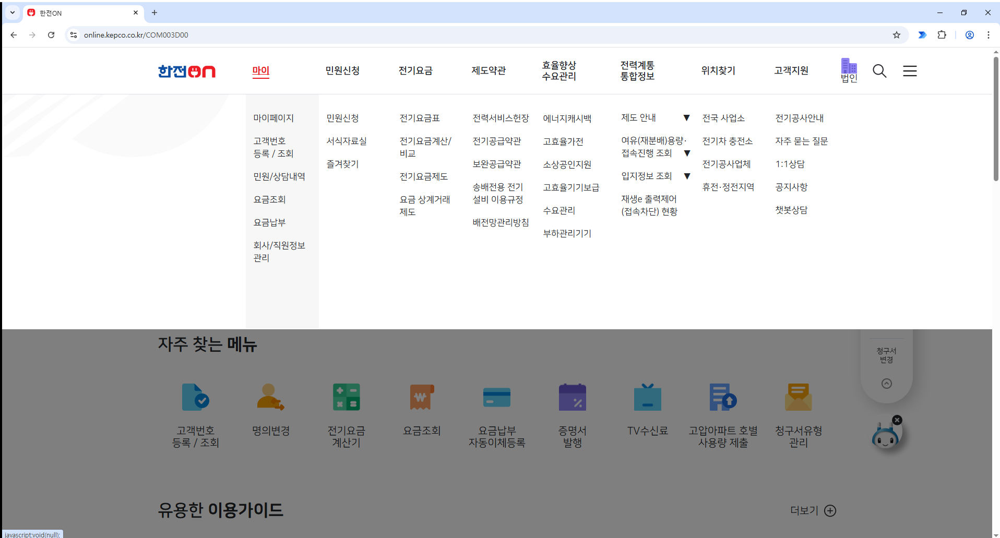 한전ON
online.kepco.co.kr/COM003D00
한전ON
마이
민원신청
전기요금
제도약관
효율향상
수요관리
전력계통
통합정보
위치찾기
고객지원
법인
마이페이지
고객번호
등록 / 조회
민원/상담내역
요금조회
요금납부
회사/직원정보
관리
민원신청
서식자료실
즐겨찾기
전기요금표
전기요금계산/
비교
전기요금제도
요금 상계거래
제도
전력서비스헌장
전기공급약관
보완공급약관
송배전용 전기
설비 이용규정
배전망관리방침
에너지캐시백
고효율가전
소상공인지원
고효율기기보급
수요관리
부하관리기기
제도 안내 ▼
여유(재분배)용량·
접속진행 조회 ▼
입지정보 조회 ▼
재생e 출력제어
(접속차단) 현황
전국 사업소
전기차 충전소
전기공사업체
휴전·정전지역
전기공사안내
자주 묻는 질문
1:1상담
공지사항
챗봇상담
자주 찾는 메뉴
청구서
변경
고객번호
등록 / 조회
명의변경
전기요금
계산기
요금조회
요금납부
자동이체등록
증명서
발행
TV수신료
고압아파트 호별
사용량 제출
청구서유형
관리
유용한 이용가이드
더보기
javascript:void(null);